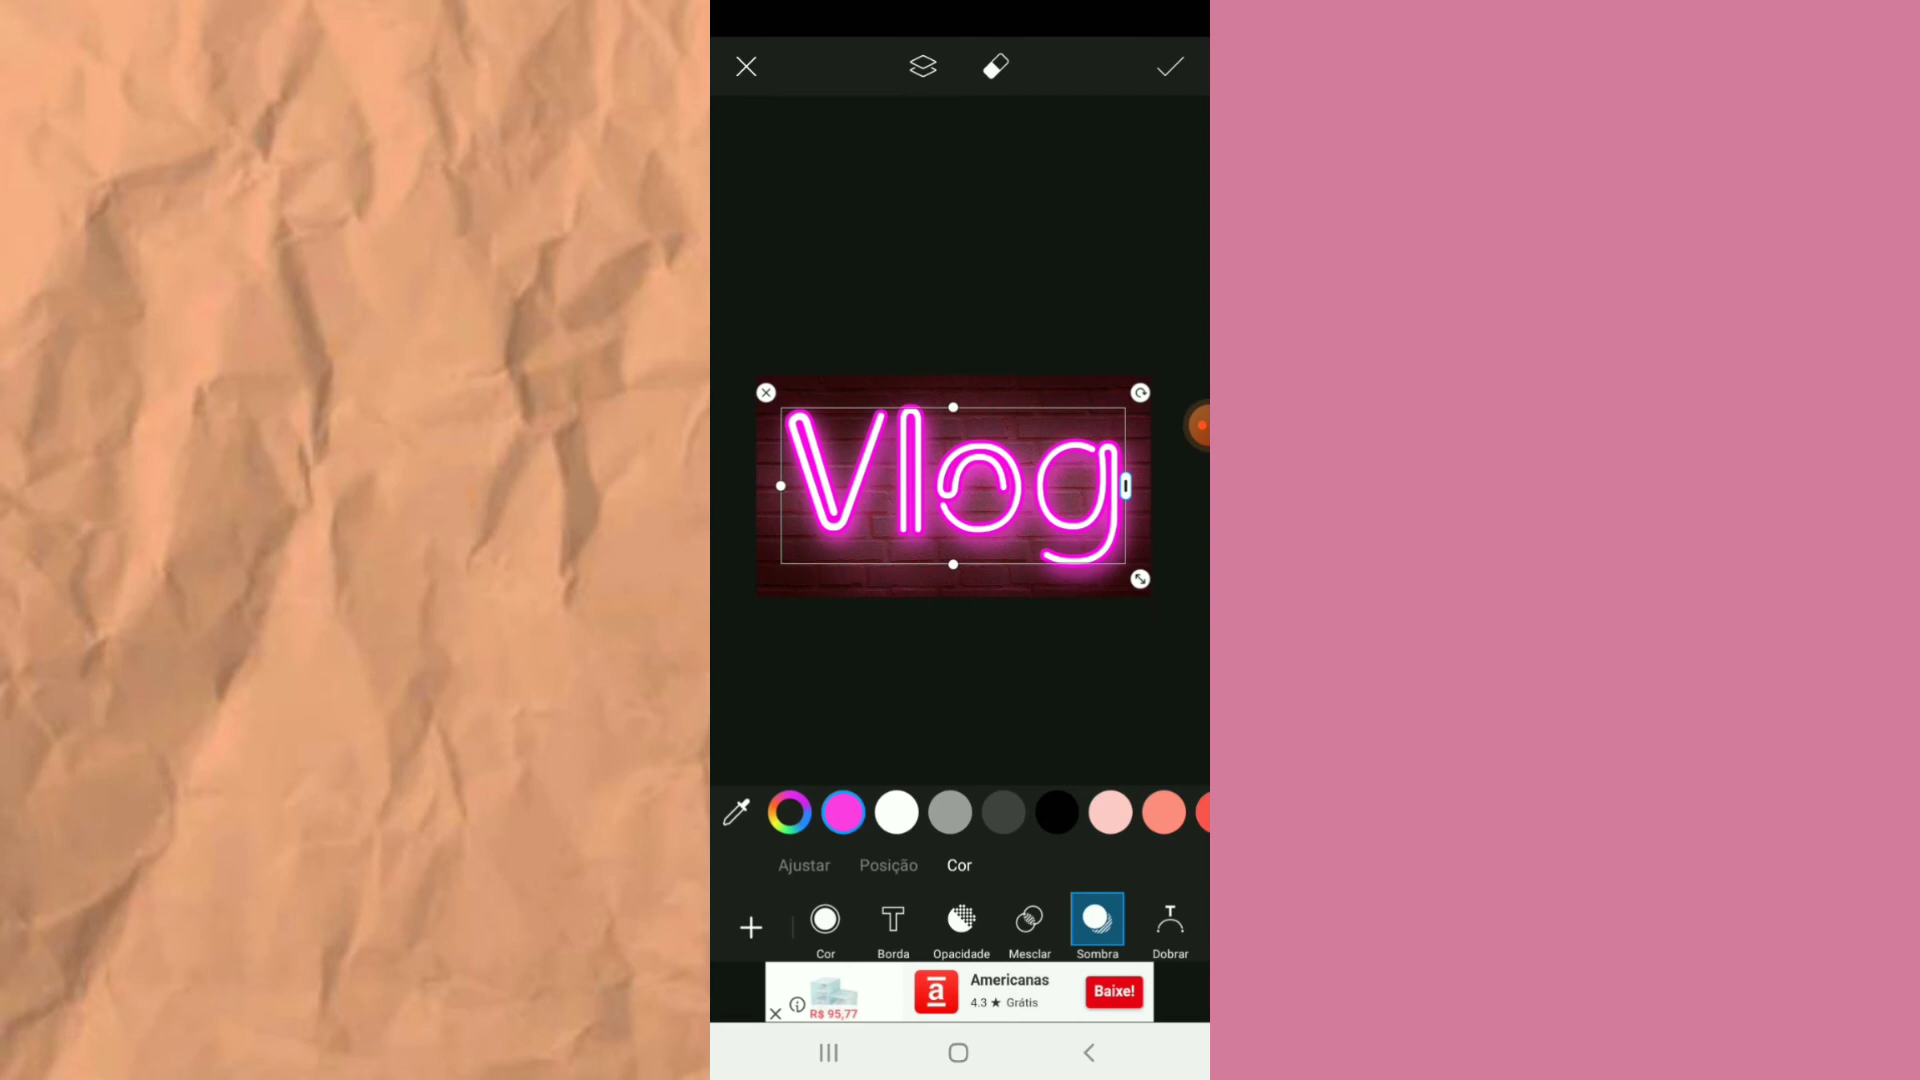 Vlog
Ajustar Posição Cor
Cor Borda Opacidade Mesclar Sombra Dobrar
R$ 95,77
Americanas
4.3 ★ Grátis
Baixe!